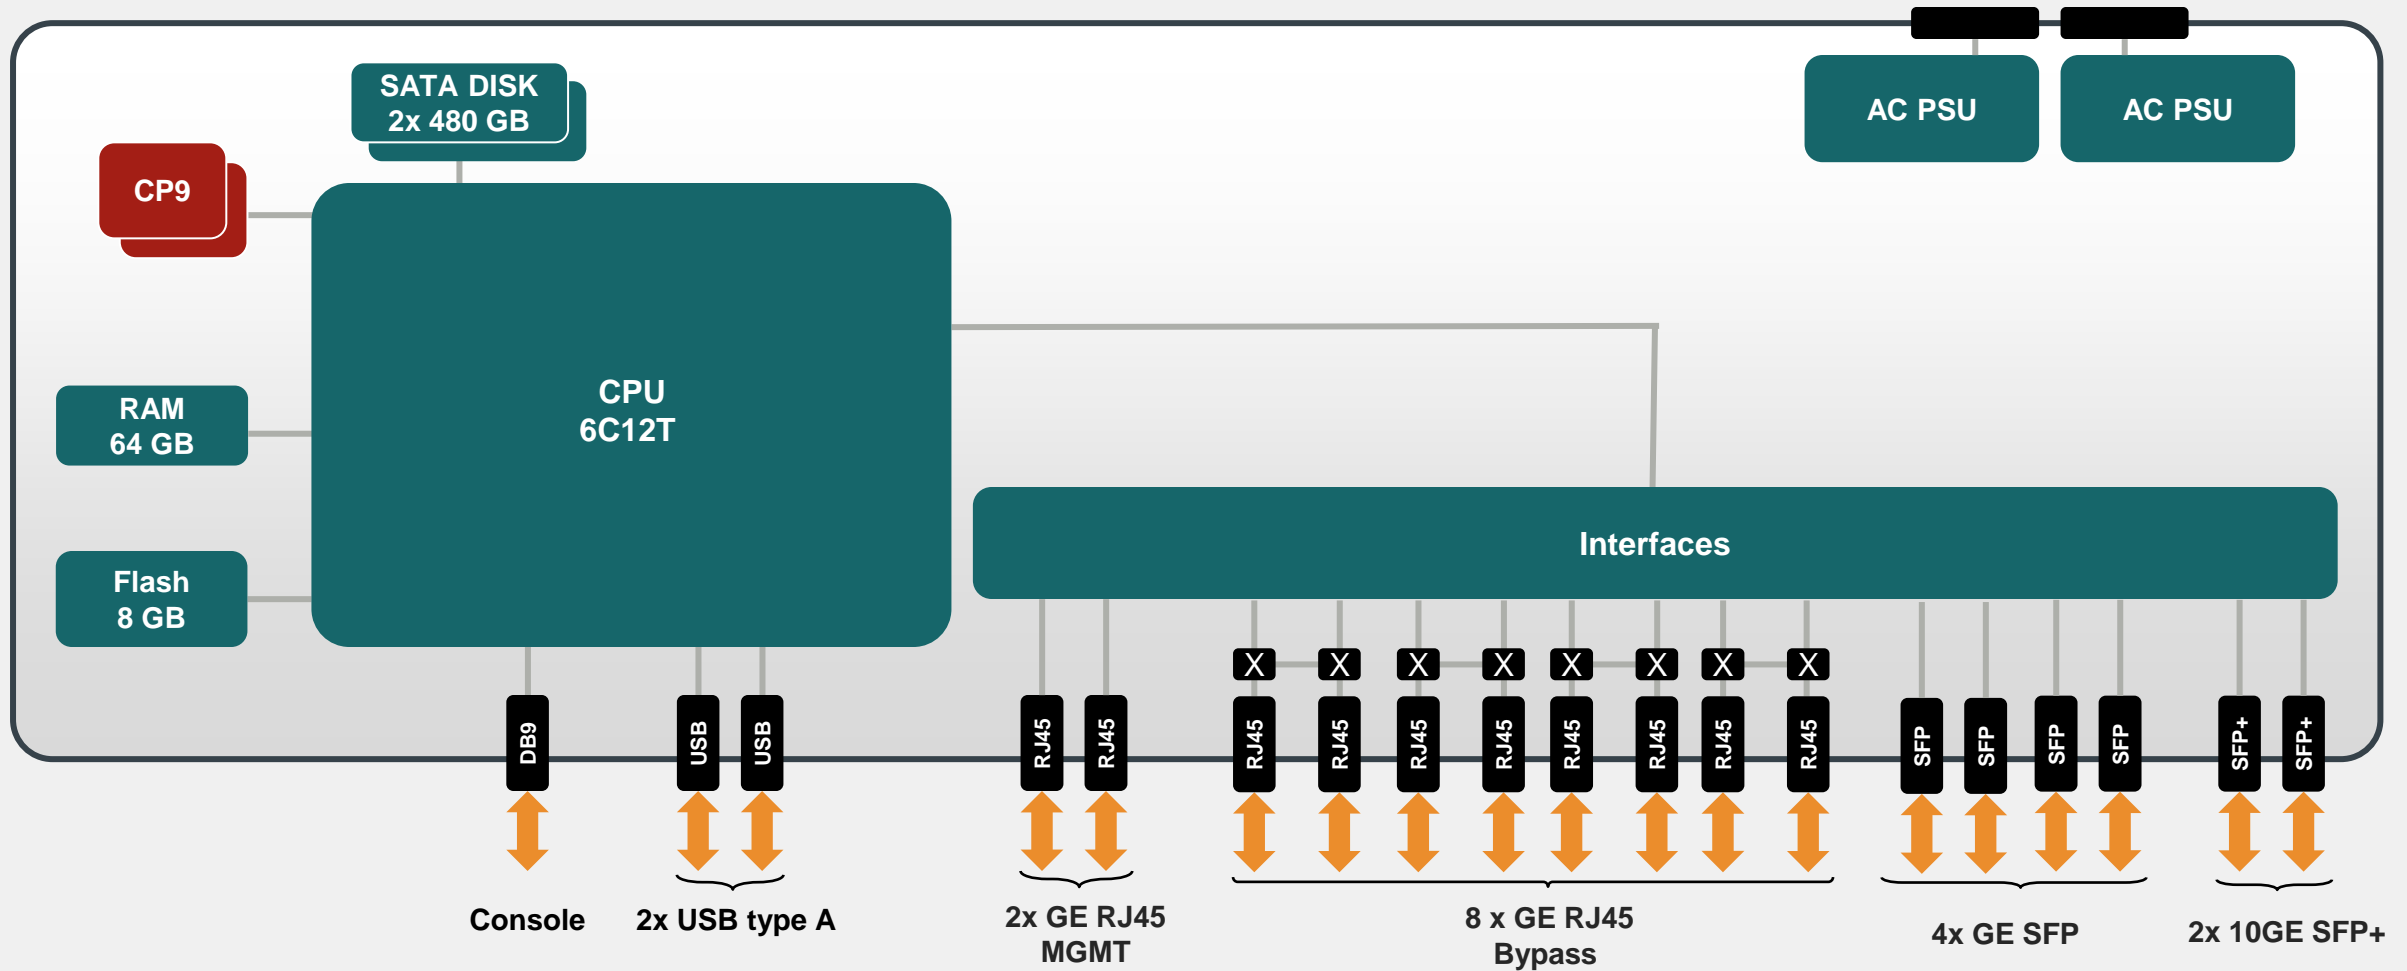 SATA DISK
2x 480 GB
AC PSU
AC PSU
CP9
CPU
6C12T
RAM
64 GB
Flash
8 GB
Interfaces
X
X
X
X
X
X
X
X
DB9
USB
USB
RJ45
RJ45
RJ45
RJ45
RJ45
RJ45
RJ45
RJ45
RJ45
RJ45
SFP
SFP
SFP
SFP
SFP+
SFP+
Console
2x USB type A
2x GE RJ45
MGMT
8 x GE RJ45
Bypass
4x GE SFP
2x 10GE SFP+